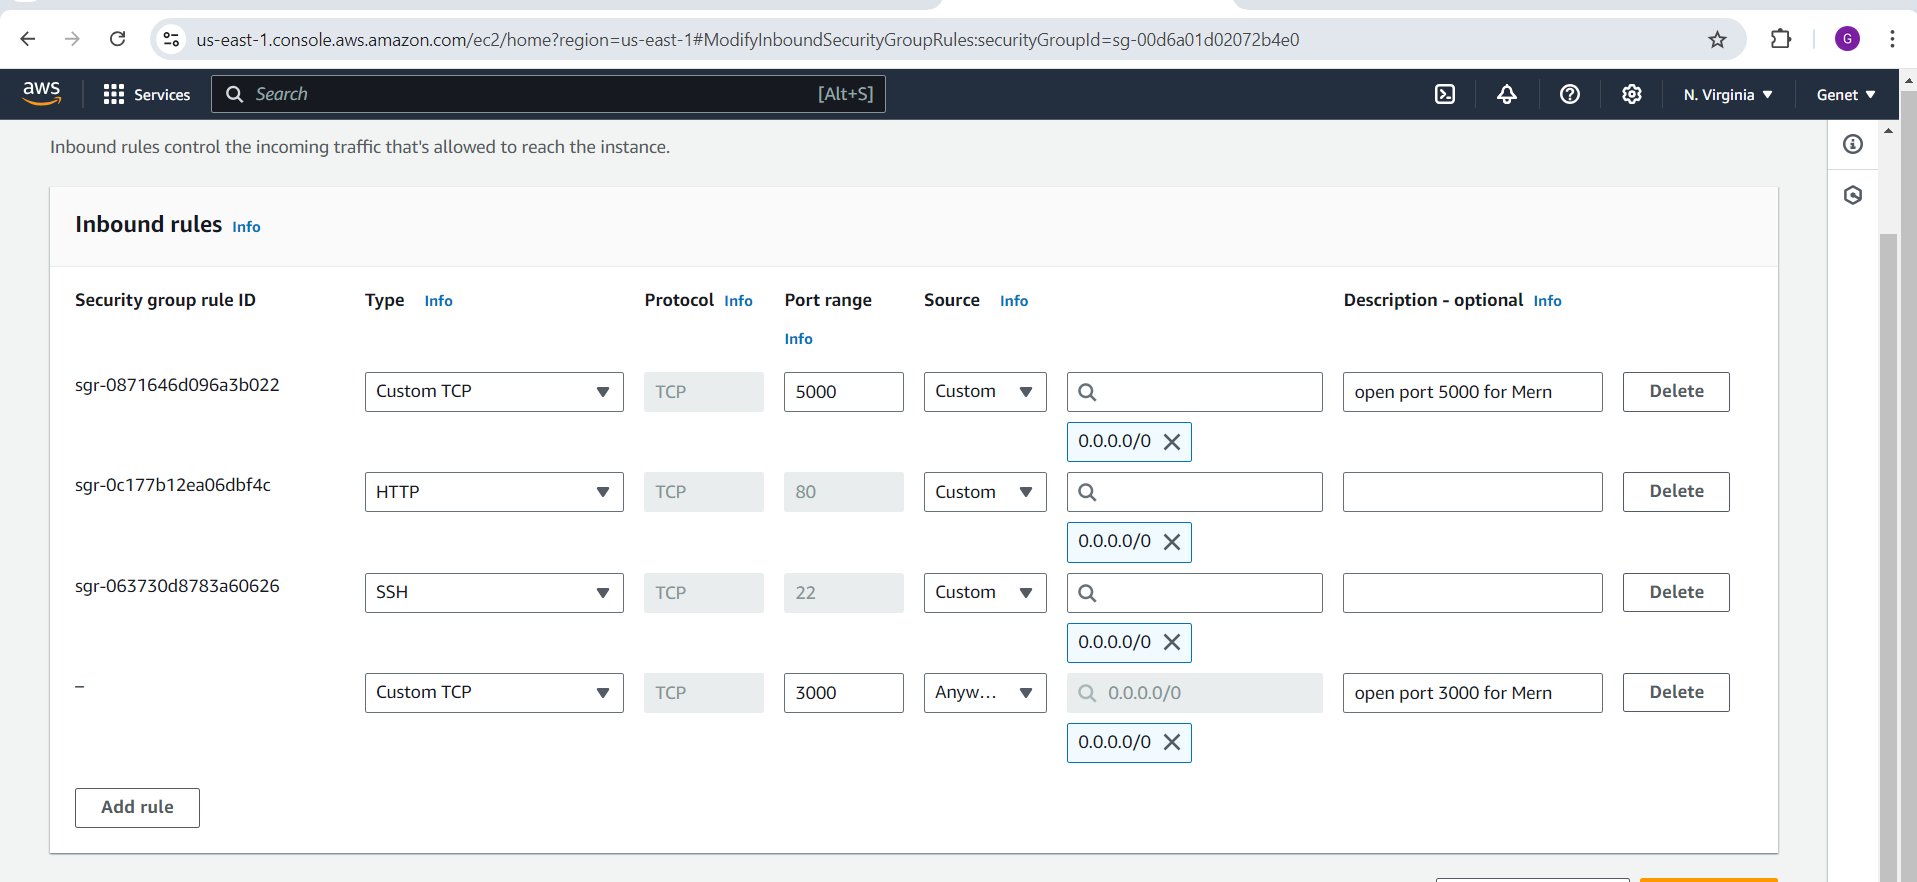 us-east-1.console.aws.amazon.com/ec2/home?region=us-east-1#ModifyInboundSecurityGroupRules:securityGroupId=sg-00d6a01d02072b4e0
G
aws Services Search [Alt+S] N. Virginia Genet
Inbound rules control the incoming traffic that's allowed to reach the instance.
Inbound rules Info
Security group rule ID Type Info Protocol Info Port range Info Source Info Description - optional Info
sgr-0871646d096a3b022 Custom TCP TCP 5000 Custom open port 5000 for Mern Delete
0.0.0.0/0
sgr-0c177b12ea06dbf4c HTTP TCP 80 Custom Delete
0.0.0.0/0
sgr-063730d8783a60626 SSH TCP 22 Custom Delete
0.0.0.0/0
– Custom TCP TCP 3000 Anyw... 0.0.0.0/0 open port 3000 for Mern Delete
0.0.0.0/0
Add rule